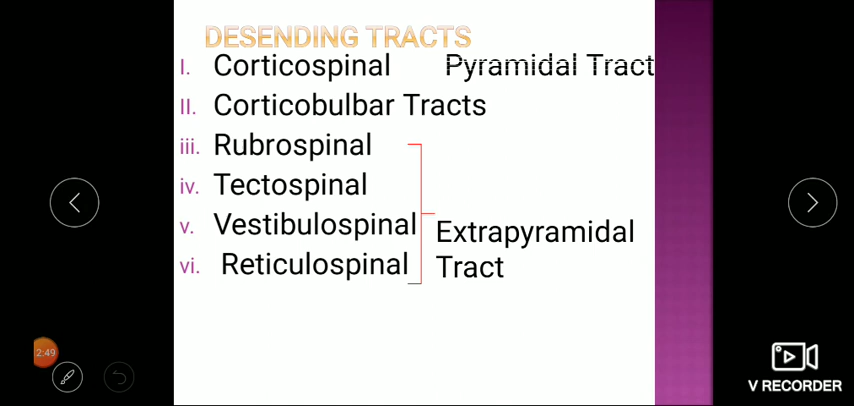 DESENDING TRACTS
I. Corticospinal Pyramidal Tract
II. Corticobulbar Tracts
iii. Rubrospinal
iv. Tectospinal
v. Vestibulospinal
vi. Reticulospinal
Extrapyramidal
Tract
2:49
V RECORDER